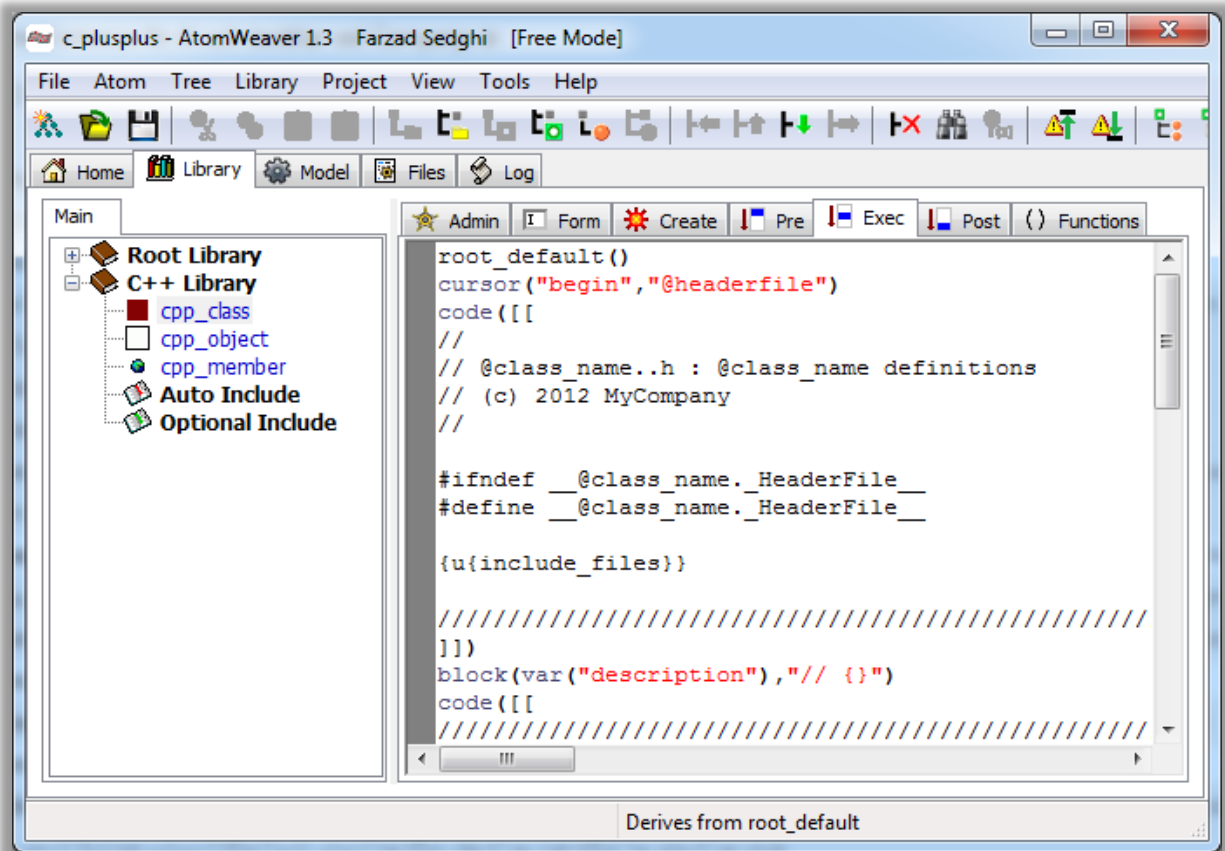 c_plusplus - AtomWeaver 1.3 Farzad Sedghi [Free Mode]
File Atom Tree Library Project View Tools Help
Home Library Model Files Log
Main
Root Library
C++ Library
cpp_class
cpp_object
cpp_member
Auto Include
Optional Include
Admin Form Create Pre Exec Post () Functions
root_default()
cursor("begin","@headerfile")
code([[
//
// @class_name..h : @class_name definitions
// (c) 2012 MyCompany
//
#ifndef __@class_name._HeaderFile__
#define __@class_name._HeaderFile__
{u{include_files}}
///////////////////////////////////////////////////
]])
block(var("description"),"// {}")
code([[
///////////////////////////////////////////////////
Derives from root_default